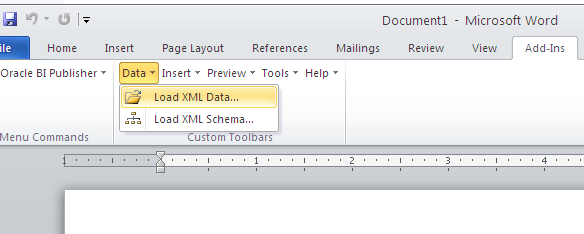 Document1 - Microsoft Word
File Home Insert Page Layout References Mailings Review View Add-Ins
Oracle BI Publisher Data Insert Preview Tools Help
Load XML Data...
Load XML Schema...
Menu Commands Custom Toolbars
1 1 2 3 4